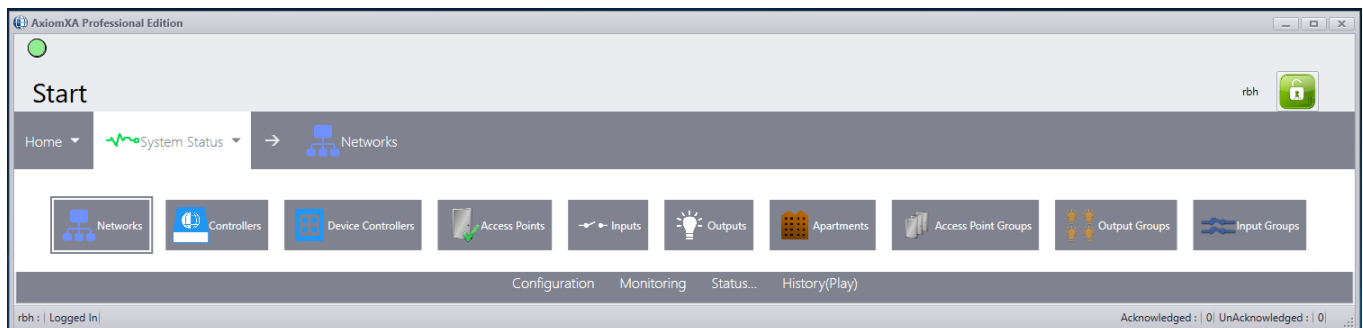 AxiomXA Professional Edition
Start
rbh
Home System Status Networks
Networks Controllers Device Controllers Access Points Inputs Outputs Apartments Access Point Groups Output Groups Input Groups
Configuration Monitoring Status... History(Play)
rbh : | Logged In| Acknowledged : | 0| UnAcknowledged : | 0|